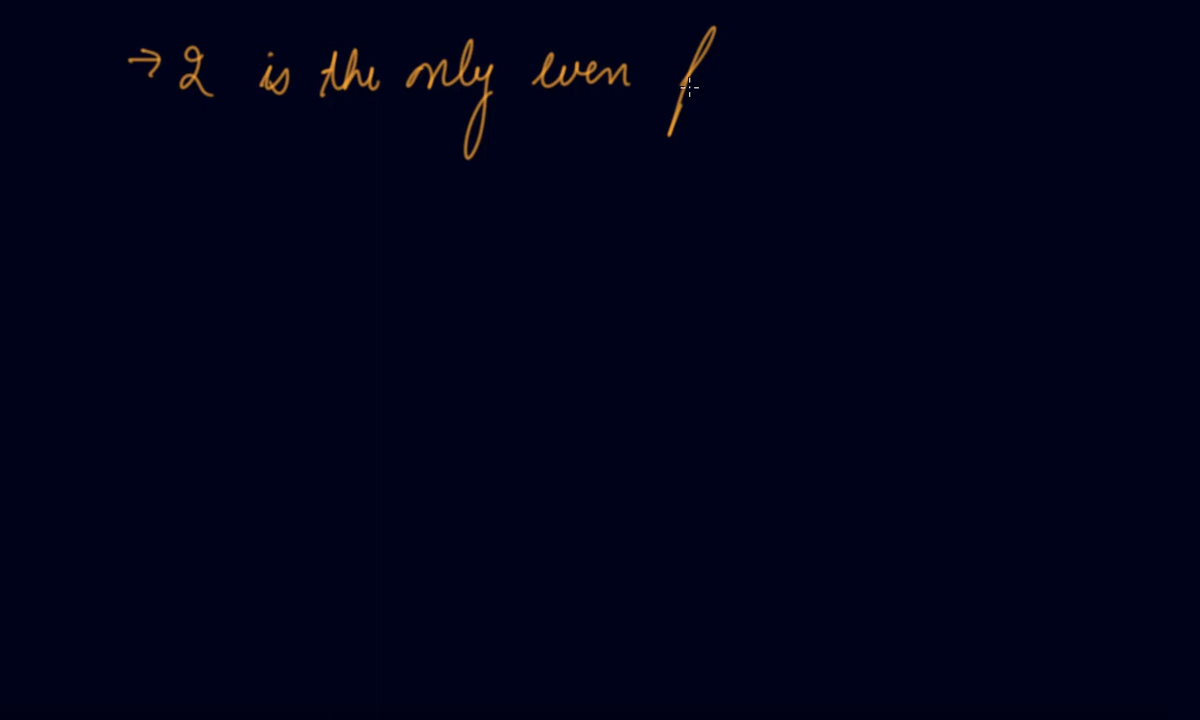 → 2 is the only even p